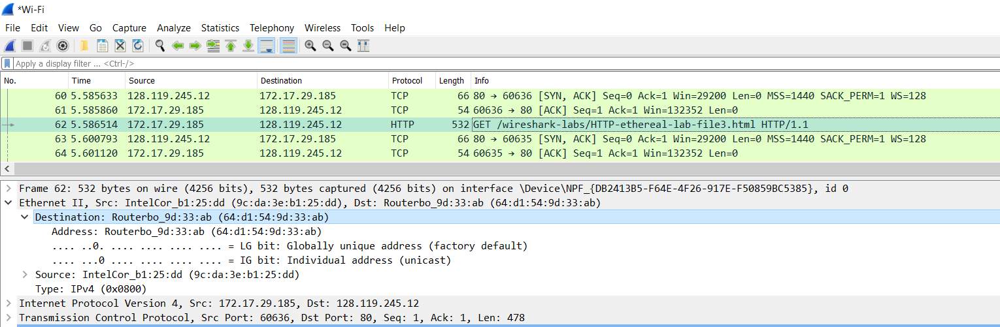 *Wi-Fi
File Edit View Go Capture Analyze Statistics Telephony Wireless Tools Help
Apply a display filter ... <Ctrl-/>
No. Time Source Destination Protocol Length Info
60 5.585633 128.119.245.12 172.17.29.185 TCP 66 80 → 60636 [SYN, ACK] Seq=0 Ack=1 Win=29200 Len=0 MSS=1440 SACK_PERM=1 WS=128
61 5.585860 172.17.29.185 128.119.245.12 TCP 54 60636 → 80 [ACK] Seq=1 Ack=1 Win=132352 Len=0
62 5.586514 172.17.29.185 128.119.245.12 HTTP 532 GET /wireshark-labs/HTTP-ethereal-lab-file3.html HTTP/1.1
63 5.600793 128.119.245.12 172.17.29.185 TCP 66 80 → 60635 [SYN, ACK] Seq=0 Ack=1 Win=29200 Len=0 MSS=1440 SACK_PERM=1 WS=128
64 5.601120 172.17.29.185 128.119.245.12 TCP 54 60635 → 80 [ACK] Seq=1 Ack=1 Win=132352 Len=0
Frame 62: 532 bytes on wire (4256 bits), 532 bytes captured (4256 bits) on interface \Device\NPF_{DB2413B5-F64E-4F26-917E-F50859BC5385}, id 0
Ethernet II, Src: IntelCor_b1:25:dd (9c:da:3e:b1:25:dd), Dst: Routerbo_9d:33:ab (64:d1:54:9d:33:ab)
Destination: Routerbo_9d:33:ab (64:d1:54:9d:33:ab)
Address: Routerbo_9d:33:ab (64:d1:54:9d:33:ab)
.... ..0. .... .... .... .... = LG bit: Globally unique address (factory default)
.... ...0 .... .... .... .... = IG bit: Individual address (unicast)
Source: IntelCor_b1:25:dd (9c:da:3e:b1:25:dd)
Type: IPv4 (0x0800)
Internet Protocol Version 4, Src: 172.17.29.185, Dst: 128.119.245.12
Transmission Control Protocol, Src Port: 60636, Dst Port: 80, Seq: 1, Ack: 1, Len: 478